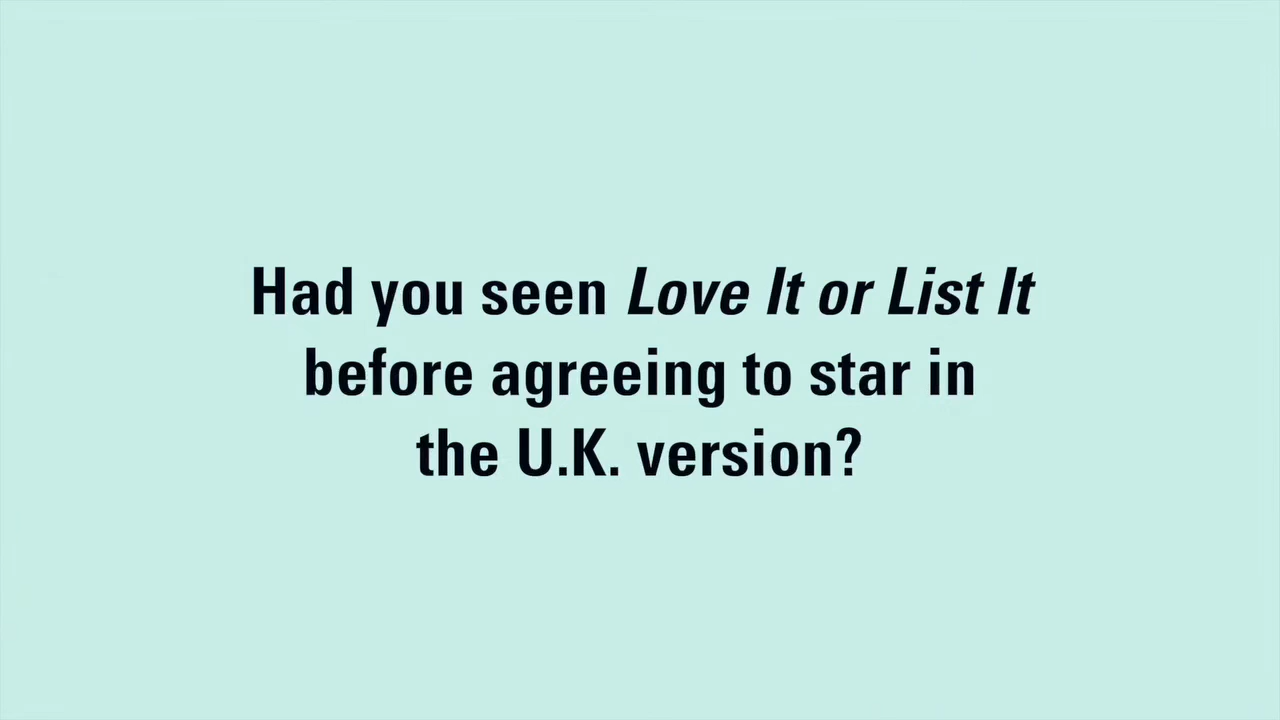 Had you seen Love It or List It
before agreeing to star in
the U.K. version?